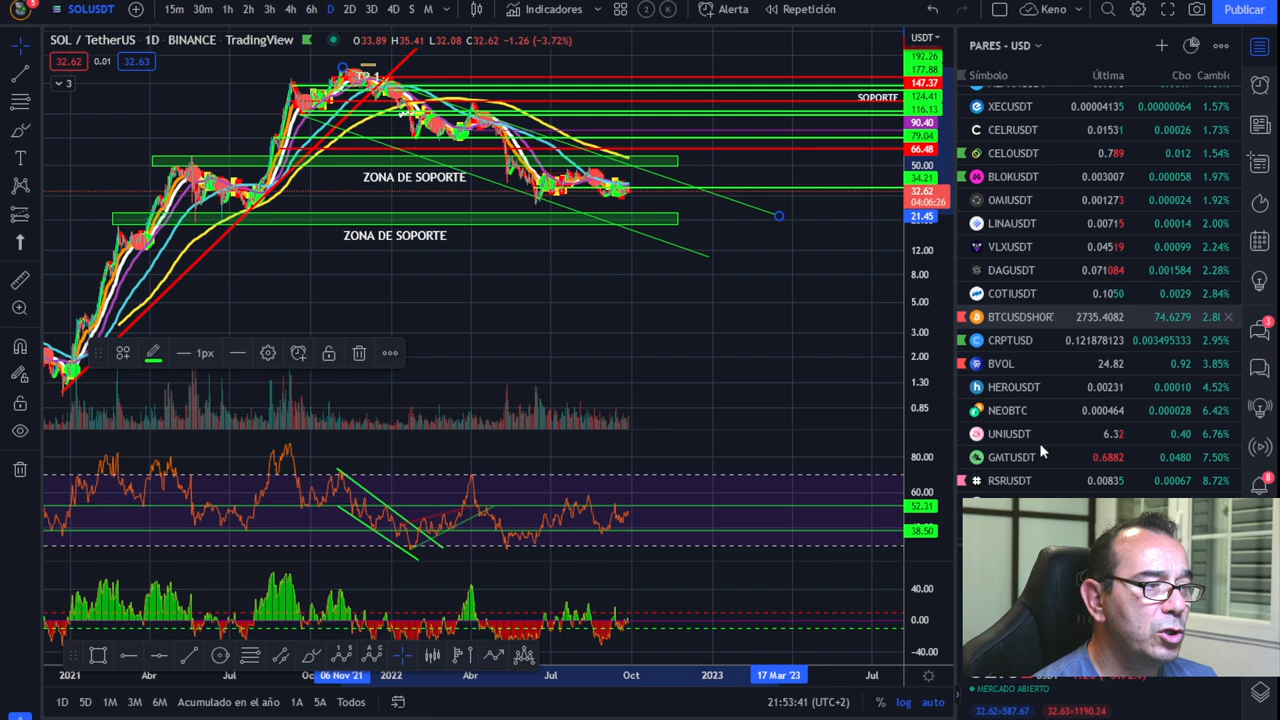 5
SOLUSDT
15m 30m 1h 2h 3h 4h 6h D 2D 3D 4D S M
Indicadores
2
K
Alerta
Repetición
Keno
Publicar
SOL / TetherUS · 1D · BINANCE · TradingView
O33.89 H35.41 L32.08 C32.62 -1.26 (-3.72%)
32.62
0.01
32.63
3
TP 1
SOPORTE
ZONA DE SOPORTE
ZONA DE SOPORTE
USDT
192.26
177.88
147.37
124.41
116.13
90.40
79.04
66.48
50.00
34.21
32.62
04:06:26
21.45
12.00
8.00
5.00
3.00
2.00
1.30
0.85
1px
80.00
60.00
52.31
38.50
40.00
0.00
-40.00
2021
Abr
Jul
06 Nov '21
2022
Abr
Jul
Oct
2023
17 Mar '23
Jul
1D 5D 1M 3M 6M Acumulado en el año 1A 5A Todos
21:53:41 (UTC+2)
%
log
auto
PARES - USD
Símbolo Última Cbo Cambic
XECUSDT 0.00004135 0.00000064 1.57%
CELRUSDT 0.01531 0.00026 1.73%
CELOUSDT 0.789 0.012 1.54%
BLOKUSDT 0.003007 0.000058 1.97%
OMIUSDT 0.001273 0.000024 1.92%
LINAUSDT 0.00715 0.00014 2.00%
VLXUSDT 0.04519 0.00099 2.24%
DAGUSDT 0.071084 0.001584 2.28%
COTIUSDT 0.1050 0.0029 2.84%
BTCUSDSHOR 2735.4082 74.6279 2.8
CRPTUSD 0.121878123 0.003495333 2.95%
BVOL 24.82 0.92 3.85%
HEROUSDT 0.00231 0.00010 4.52%
NEOBTC 0.000464 0.000028 6.42%
UNIUSDT 6.32 0.40 6.76%
GMTUSDT 0.6882 0.0480 7.50%
RSRUSDT 0.00835 0.00067 8.72%
3
8
MERCADO ABIERTO
32.62×587.67
32.63×1190.24